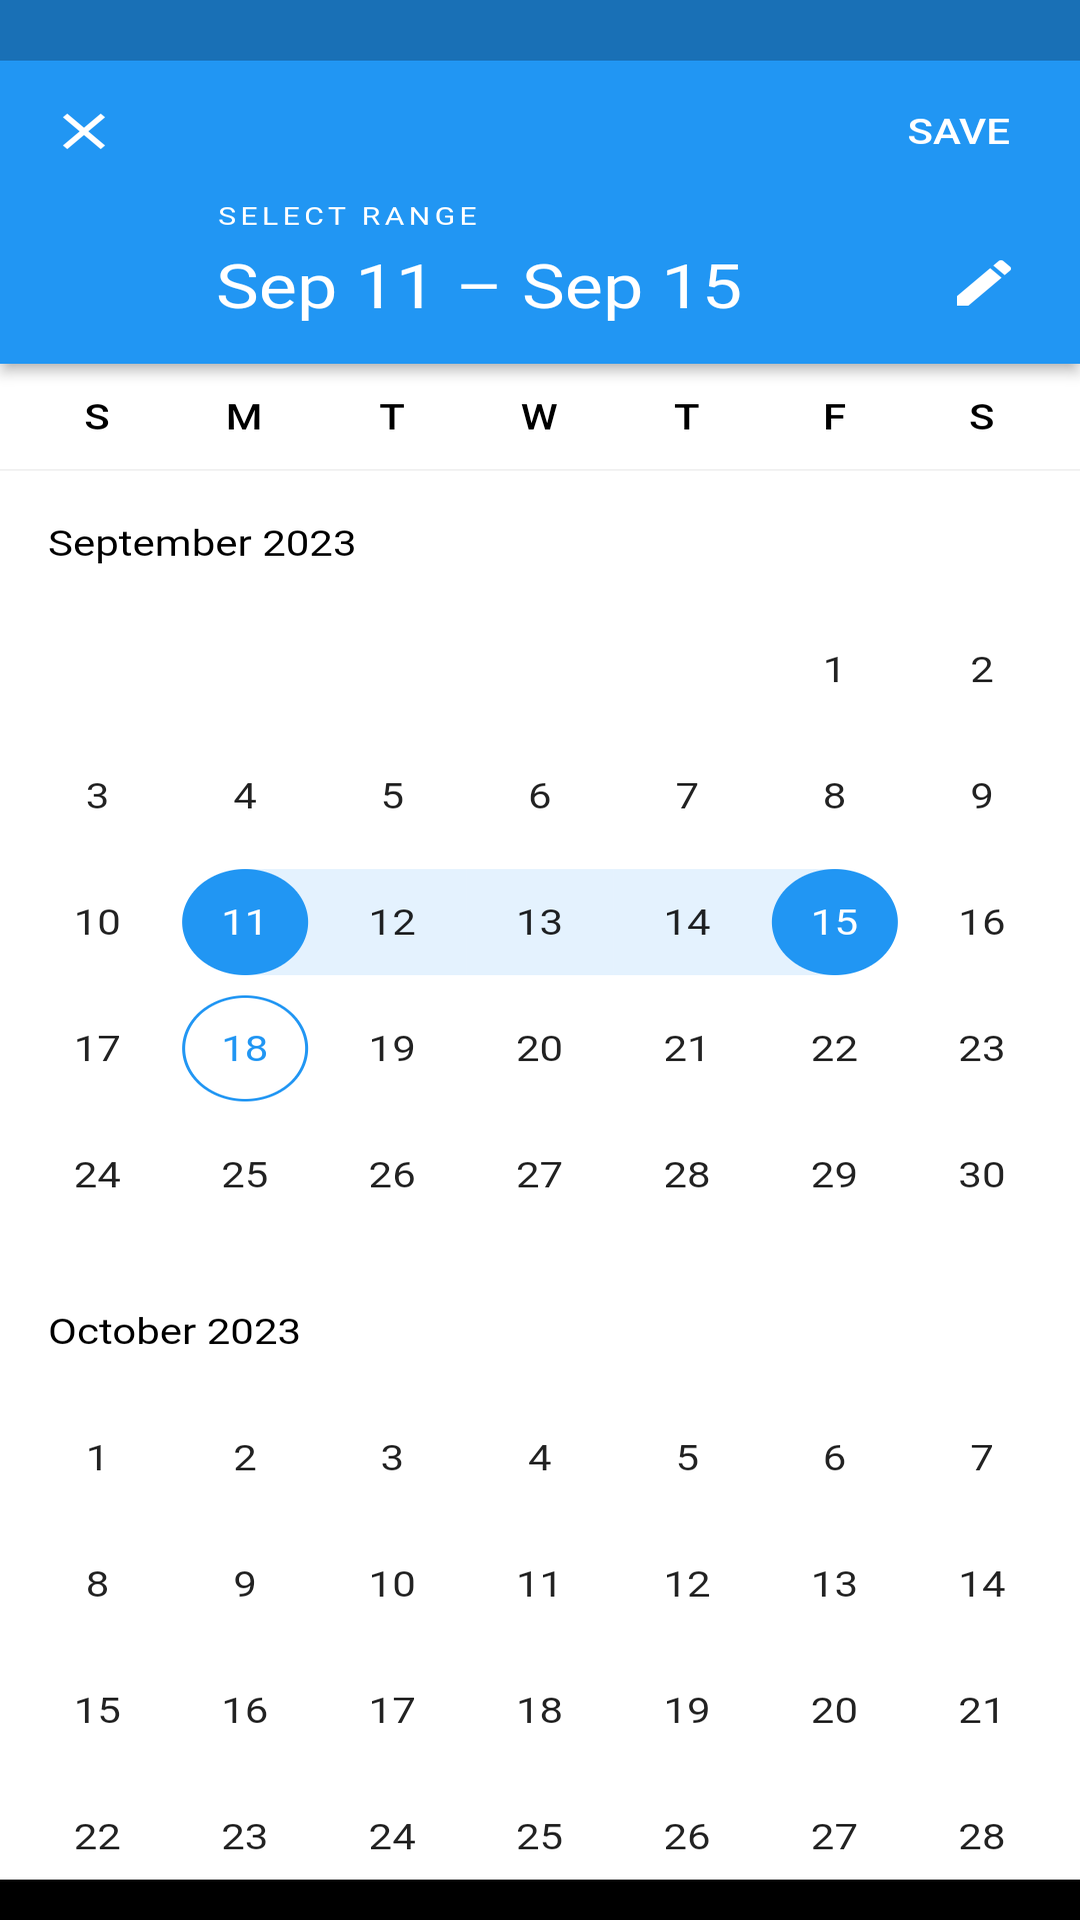 SAVE
SELECT RANGE
Sep 11 – Sep 15
S M T W T F S
September 2023
1 2
3 4 5 6 7 8 9
10 11 12 13 14 15 16
17 18 19 20 21 22 23
24 25 26 27 28 29 30
October 2023
1 2 3 4 5 6 7
8 9 10 11 12 13 14
15 16 17 18 19 20 21
22 23 24 25 26 27 28